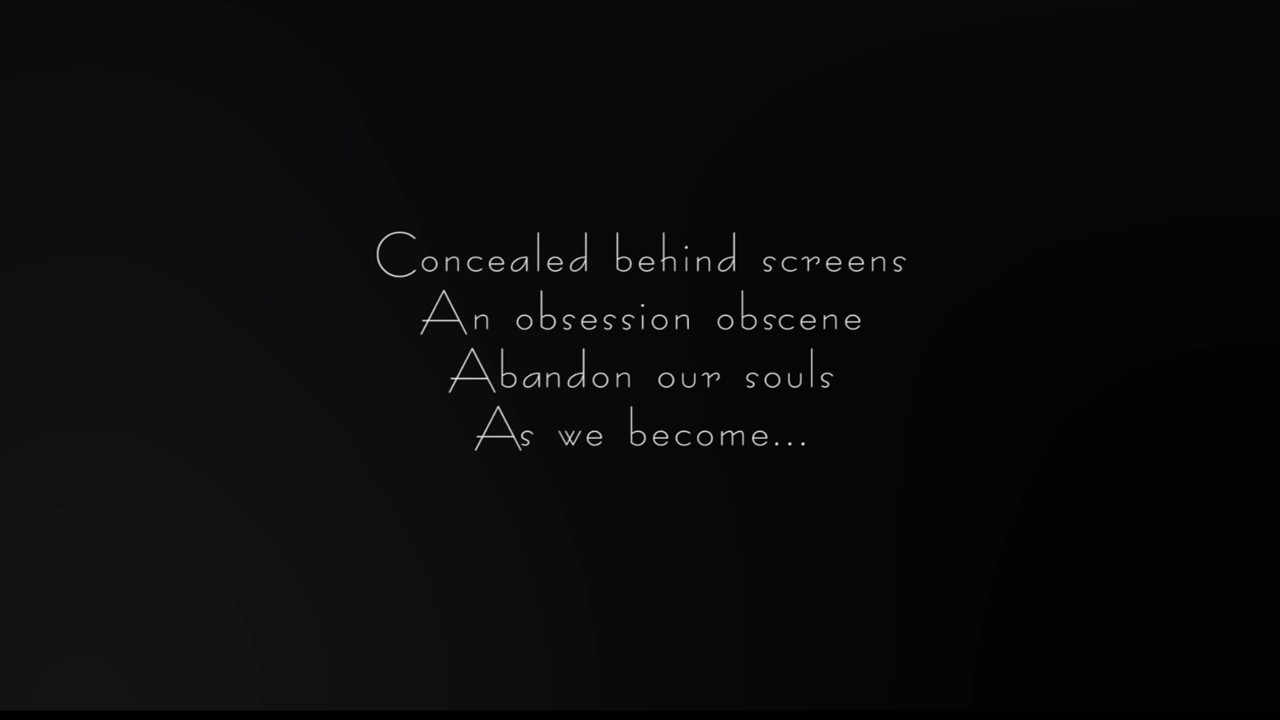 Concealed behind screens
An obsession obscene
Abandon our souls
As we become...